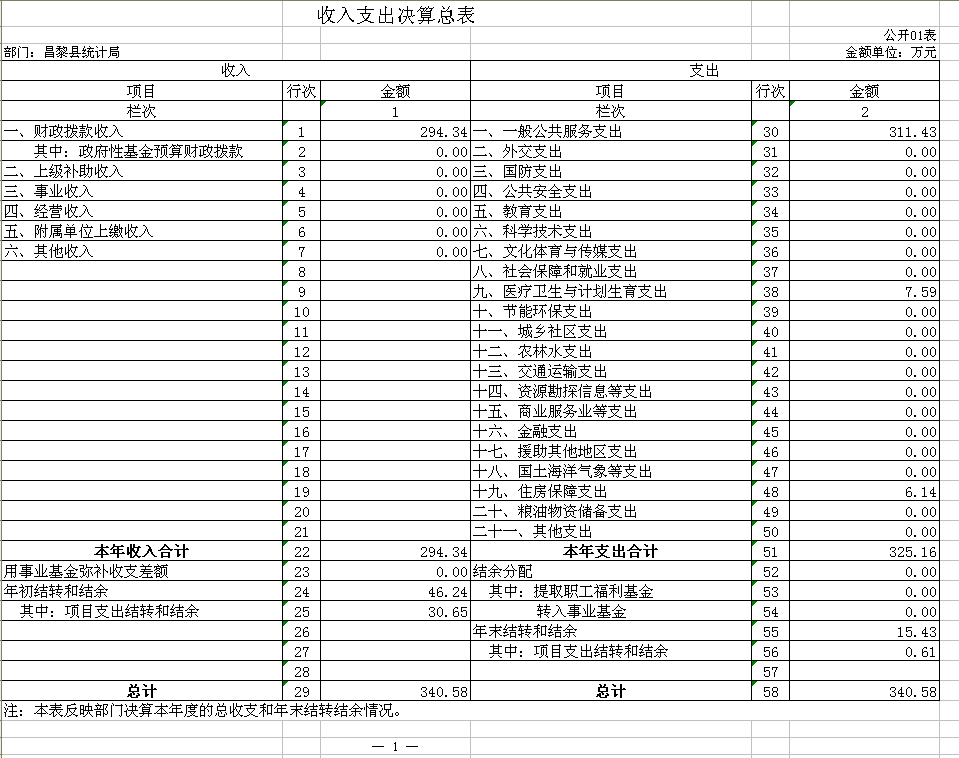 收入支出决算总表
公开01表
部门：昌黎县统计局 金额单位：万元
收入 支出
项目 行次 金额 项目 行次 金额
栏次 1 栏次 2
一、财政拨款收入 1 294.34 一、一般公共服务支出 30 311.43
其中：政府性基金预算财政拨款 2 0.00 二、外交支出 31 0.00
二、上级补助收入 3 0.00 三、国防支出 32 0.00
三、事业收入 4 0.00 四、公共安全支出 33 0.00
四、经营收入 5 0.00 五、教育支出 34 0.00
五、附属单位上缴收入 6 0.00 六、科学技术支出 35 0.00
六、其他收入 7 0.00 七、文化体育与传媒支出 36 0.00
8 八、社会保障和就业支出 37 0.00
9 九、医疗卫生与计划生育支出 38 7.59
10 十、节能环保支出 39 0.00
11 十一、城乡社区支出 40 0.00
12 十二、农林水支出 41 0.00
13 十三、交通运输支出 42 0.00
14 十四、资源勘探信息等支出 43 0.00
15 十五、商业服务业等支出 44 0.00
16 十六、金融支出 45 0.00
17 十七、援助其他地区支出 46 0.00
18 十八、国土海洋气象等支出 47 0.00
19 十九、住房保障支出 48 6.14
20 二十、粮油物资储备支出 49 0.00
21 二十一、其他支出 50 0.00
本年收入合计 22 294.34 本年支出合计 51 325.16
用事业基金弥补收支差额 23 0.00 结余分配 52 0.00
年初结转和结余 24 46.24 其中：提取职工福利基金 53 0.00
其中：项目支出结转和结余 25 30.65 转入事业基金 54 0.00
26 年末结转和结余 55 15.43
27 其中：项目支出结转和结余 56 0.61
28 57
总计 29 340.58 总计 58 340.58
注：本表反映部门决算本年度的总收支和年末结转结余情况。
— 1 —